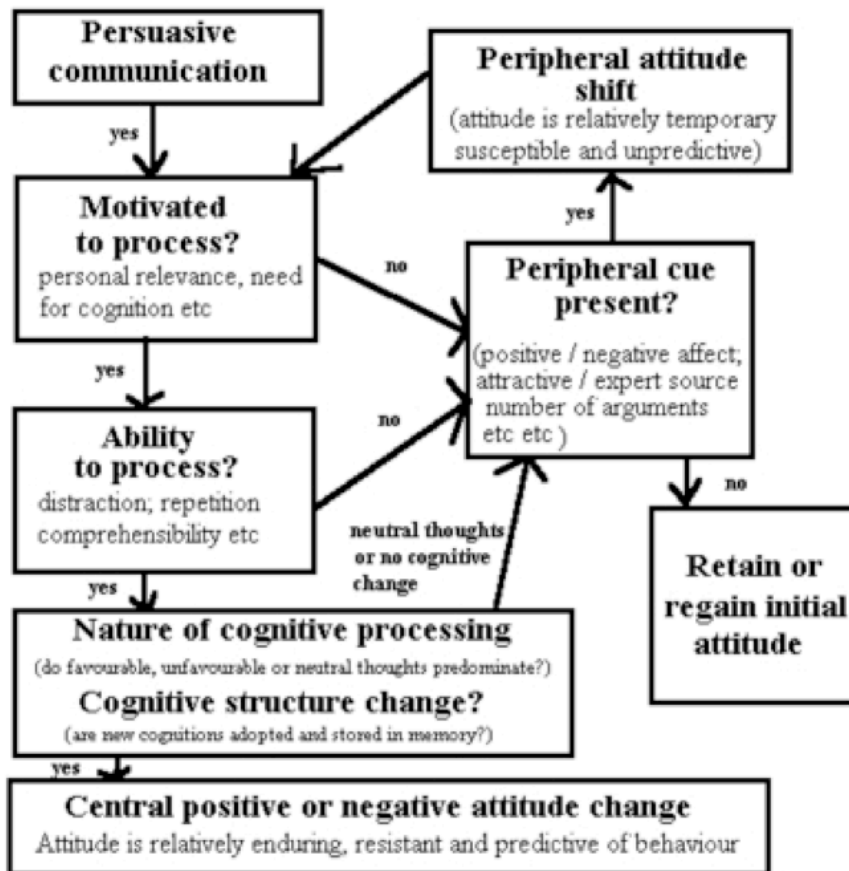 Persuasive
communication
yes
Motivated
to process?
personal relevance, need
for cognition etc
yes
no
Ability
to process?
distraction; repetition
comprehensibility etc
yes
no
Nature of cognitive processing
(do favourable, unfavourable or neutral thoughts predominate?)
Cognitive structure change?
(are new cognitions adopted and stored in memory?)
neutral thoughts
or no cognitive
change
yes
Central positive or negative attitude change
Attitude is relatively enduring, resistant and predictive of behaviour
Peripheral attitude
shift
(attitude is relatively temporary
susceptible and unpredictive)
yes
Peripheral cue
present?
(positive / negative affect;
attractive / expert source
number of arguments
etc etc )
no
Retain or
regain initial
attitude